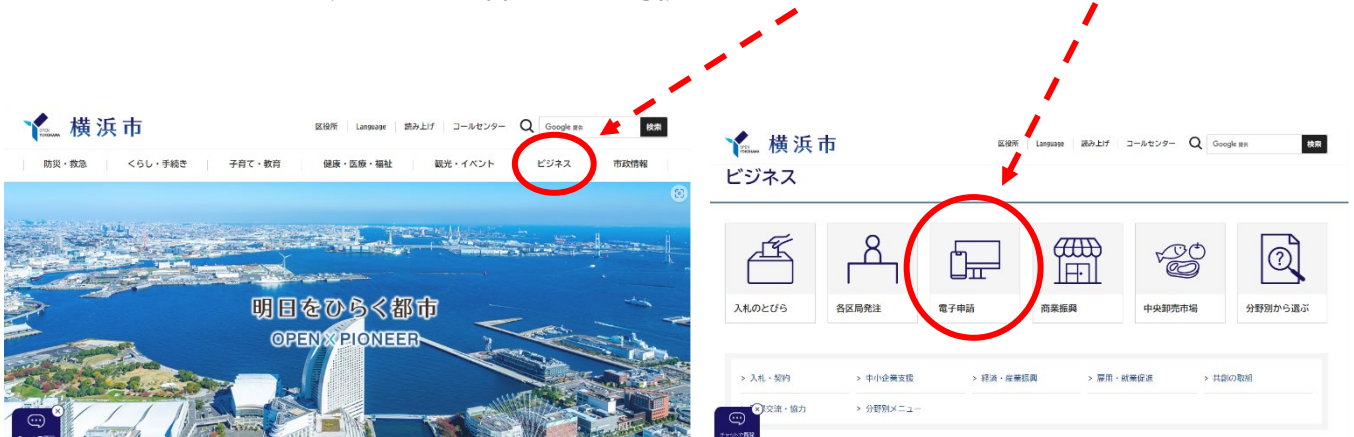 横浜市
区役所 Language 読み上げ コールセンター Google 提供 検索
防災・救急 くらし・手続き 子育て・教育 健康・医療・福祉 観光・イベント ビジネス 市政情報
明日をひらく都市
OPEN X PIONEER
横浜市
区役所 Language 読み上げ コールセンター Google 提供 検索
ビジネス
入札のとびら 各区局発注 電子申請 商業振興 中央卸売市場 分野別から選ぶ
> 入札・契約 > 中小企業支援 > 経済・産業振興 > 雇用・就業促進 > 共創の取組
交流・協力 > 分野別メニュー